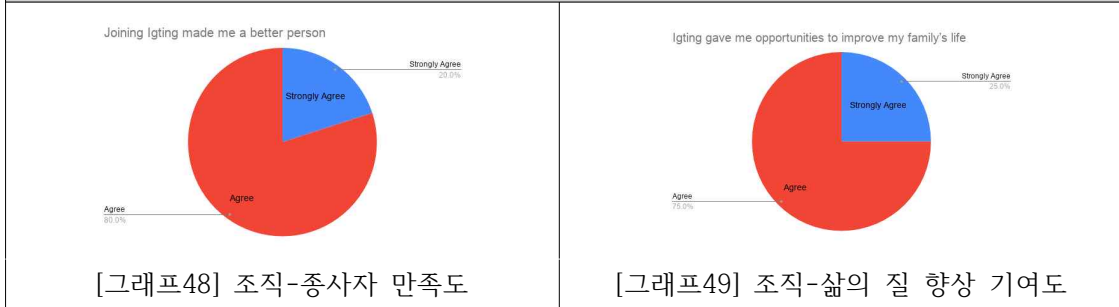 Joining Igting made me a better person
Strongly Agree
20.0%
Strongly Agree
Agree
Agree
80.0%
[그래프48] 조직-종사자 만족도
Igting gave me opportunities to improve my family's life
Strongly Agree
25.0%
Strongly Agree
Agree
Agree
75.0%
[그래프49] 조직-삶의 질 향상 기여도